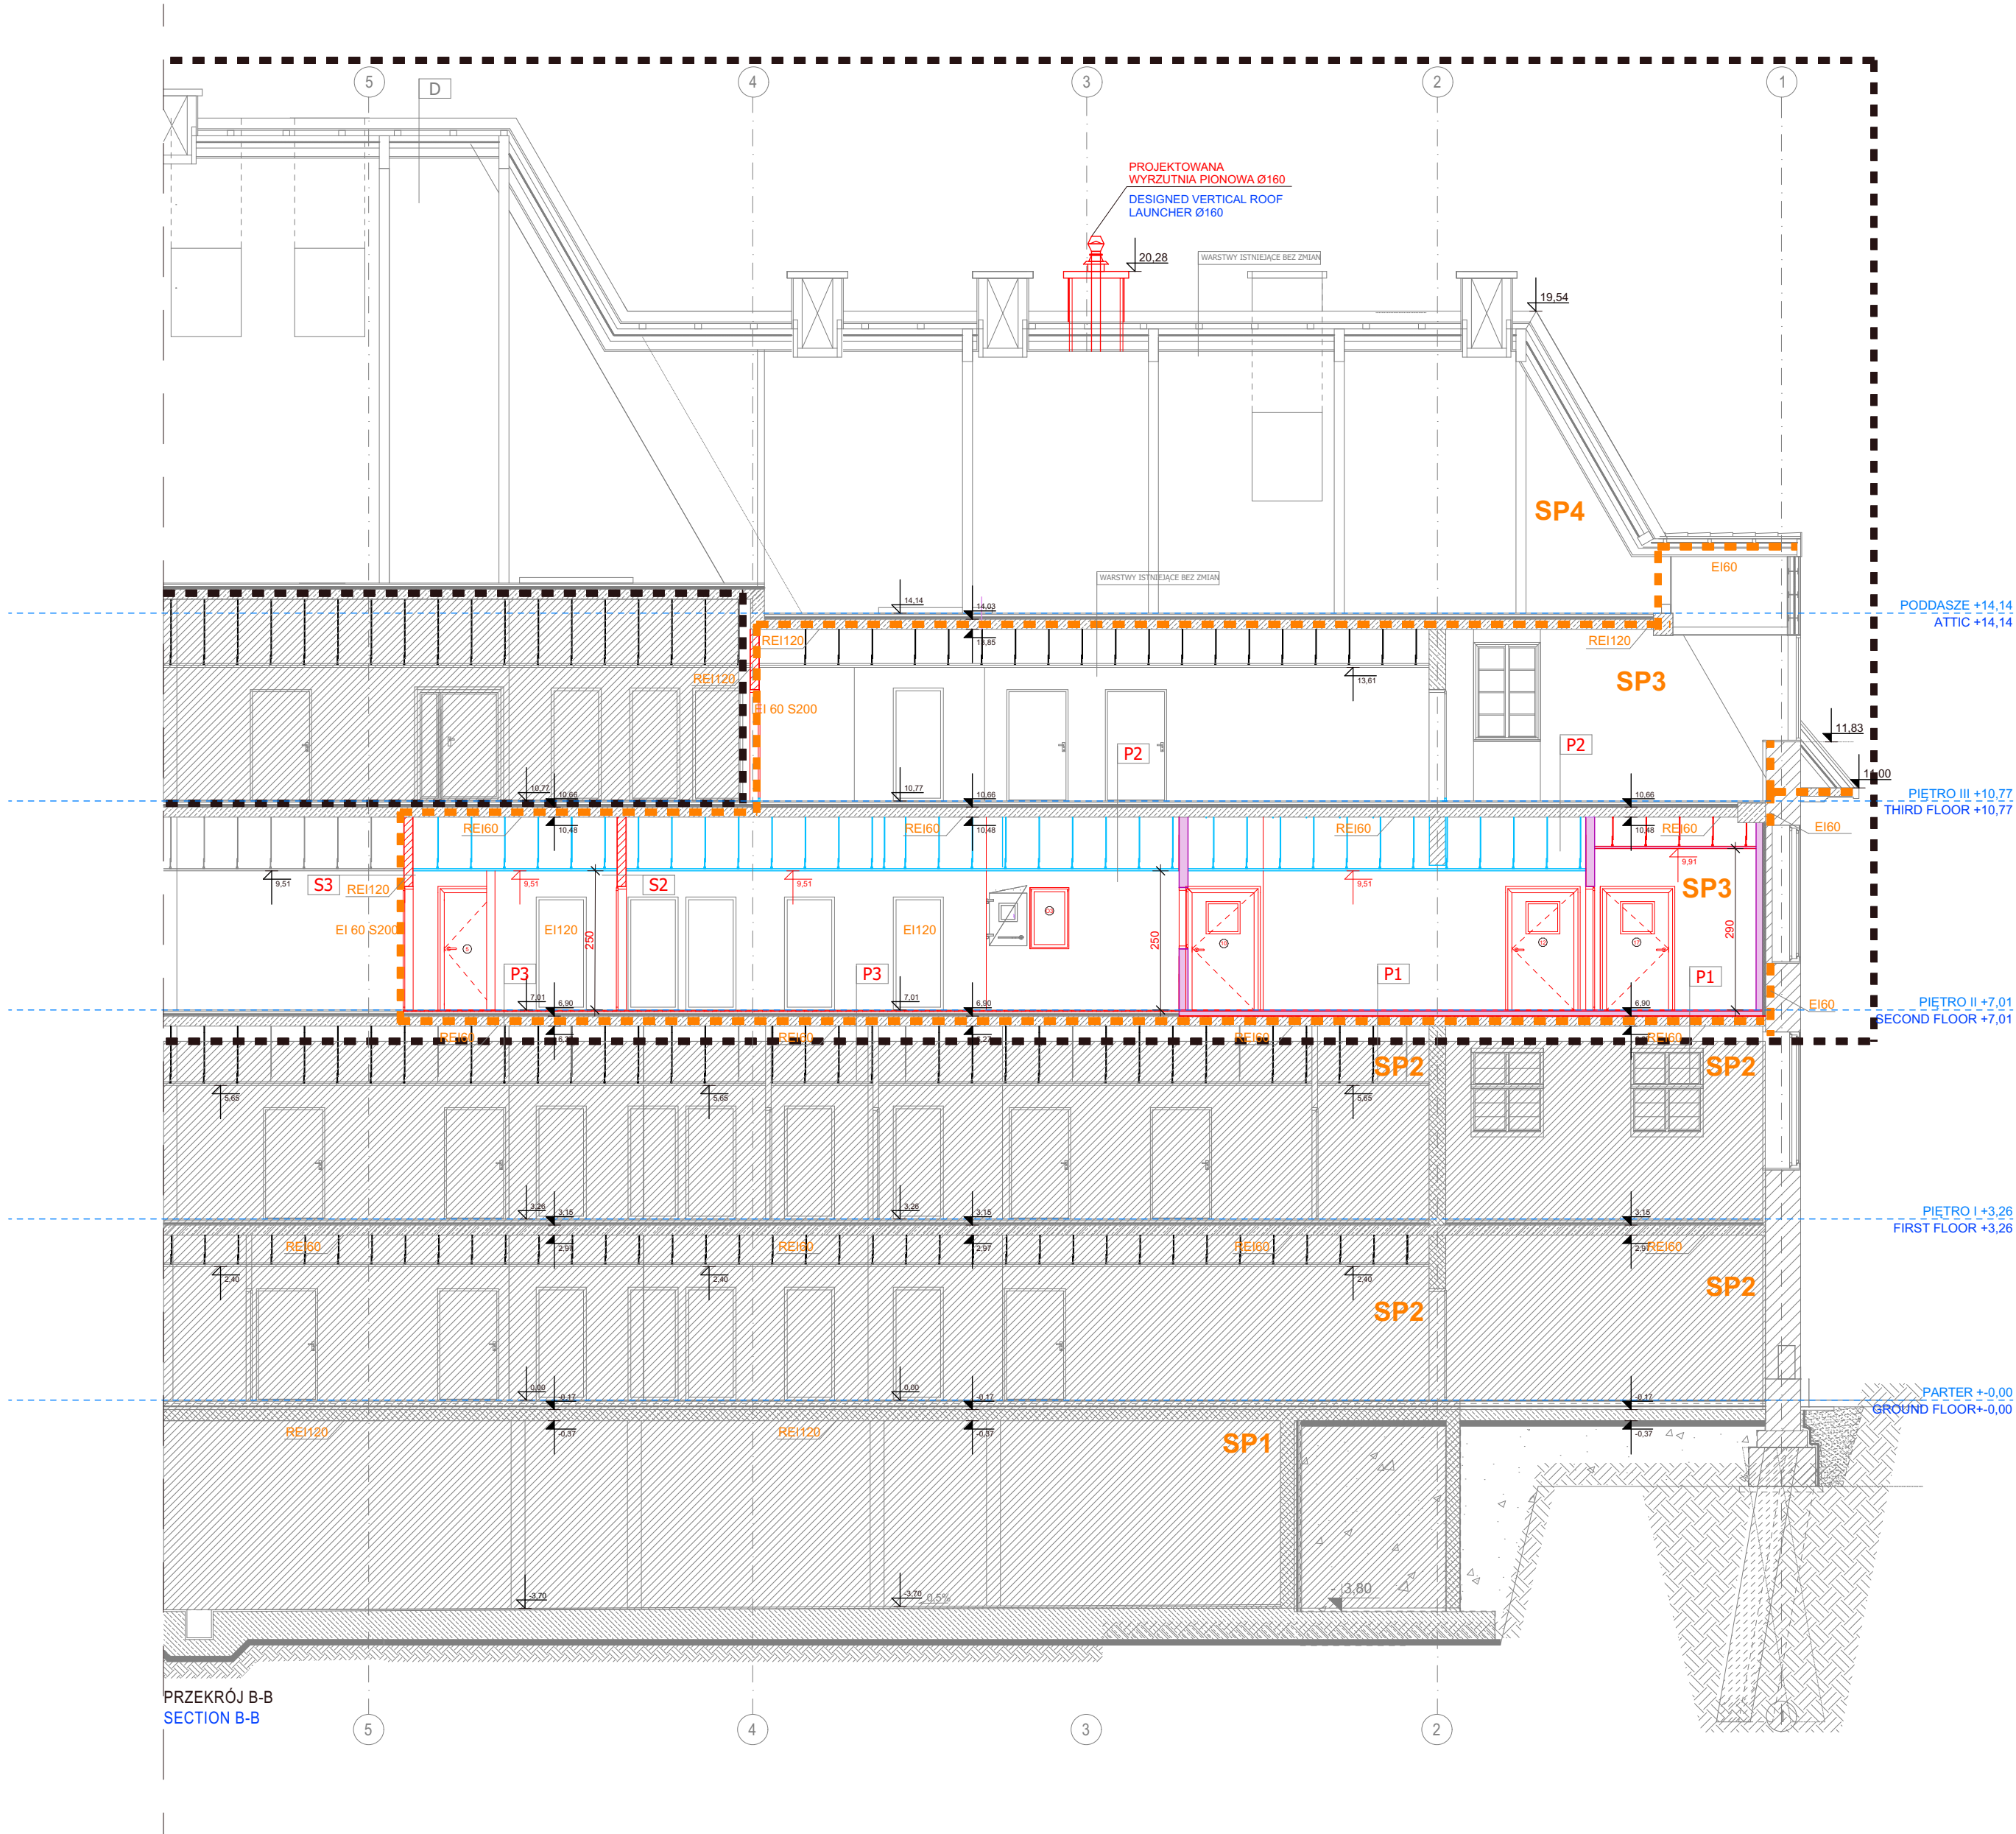 5
4
3
2
1
D
PROJEKTOWANA
WYRZUTNIA PIONOWA Ø160
DESIGNED VERTICAL ROOF
LAUNCHER Ø160
20,28
WARSTWY ISTNIEJĄCE BEZ ZMIAN
19,54
SP4
EI60
WARSTWY ISTNIEJĄCE BEZ ZMIAN
14,14
14,03
PODDASZE +14,14
ATTIC +14,14
REI120
13,85
REI120
13,61
REI120
SP3
EI 60 S200
P2
P2
11,83
11,00
10,77
10,66
10,77
10,66
10,66
PIĘTRO III +10,77
THIRD FLOOR +10,77
REI60
10,48
REI60
10,48
REI60
10,48
REI60
EI60
9,51
S3
REI120
9,51
S2
9,51
9,51
9,91
SP3
EI 60 S200
EI120
250
EI120
250
290
P3
P3
P1
P1
7,01
6,90
7,01
6,90
6,90
EI60
PIĘTRO II +7,01
SECOND FLOOR +7,01
REI60
REI60
REI60
REI60
SP2
SP2
5,65
5,65
5,65
3,26
3,15
3,26
3,15
3,15
PIĘTRO I +3,26
FIRST FLOOR +3,26
REI60
2,97
REI60
2,97
REI60
2,97
REI60
2,40
2,40
2,40
SP2
SP2
0,00
-0,17
0,00
-0,17
-0,17
PARTER +-0,00
GROUND FLOOR+-0,00
REI120
-0,37
REI120
-0,37
SP1
-0,37
-3,70
-3,70
0,5%
- 3,80
PRZEKRÓJ B-B
SECTION B-B
5
4
3
2
1